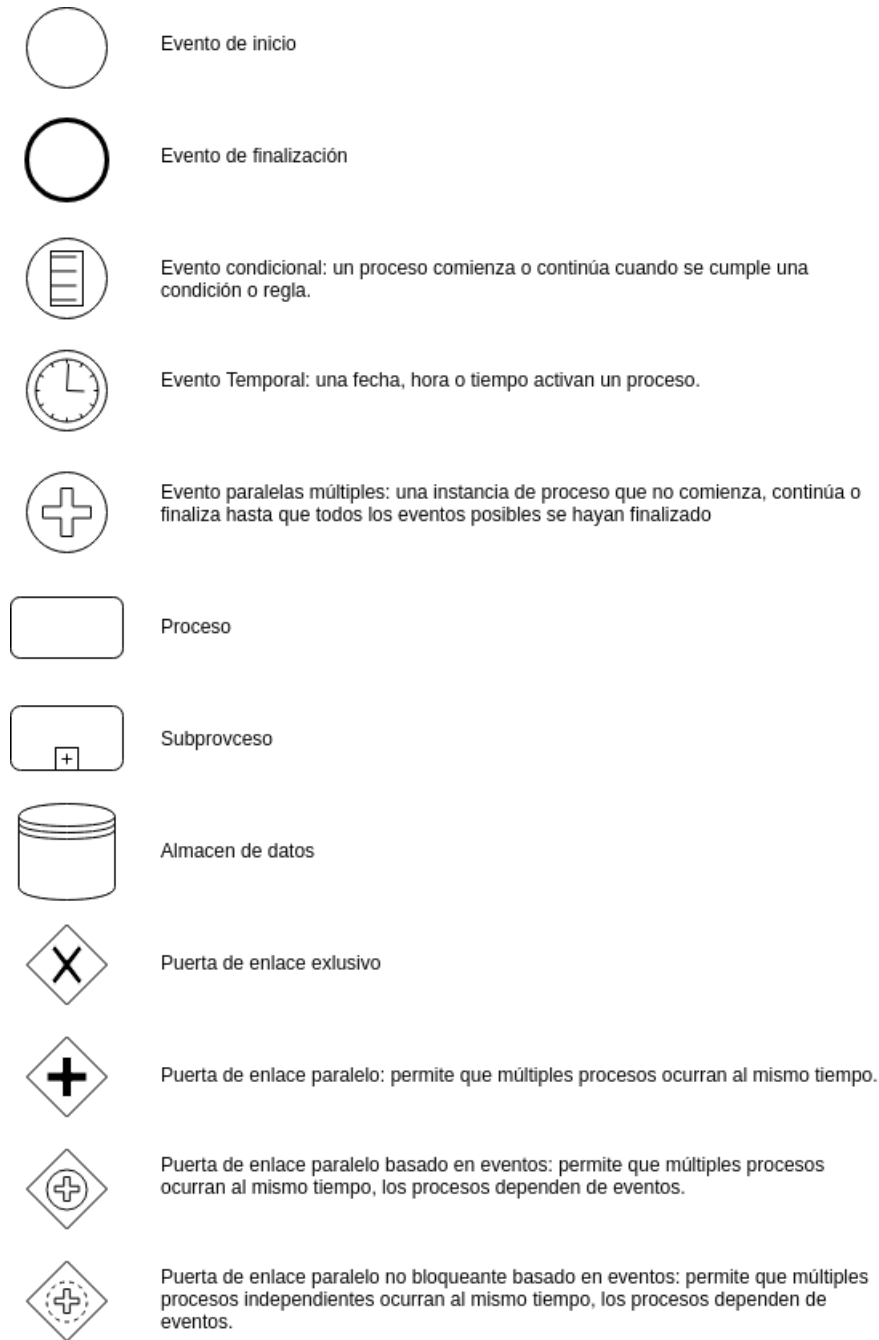 Evento de inicio
Evento de finalización
Evento condicional: un proceso comienza o continúa cuando se cumple una
condición o regla.
Evento Temporal: una fecha, hora o tiempo activan un proceso.
Evento paralelas múltiples: una instancia de proceso que no comienza, continúa o
finaliza hasta que todos los eventos posibles se hayan finalizado
Proceso
Subprovceso
Almacen de datos
Puerta de enlace exlusivo
Puerta de enlace paralelo: permite que múltiples procesos ocurran al mismo tiempo.
Puerta de enlace paralelo basado en eventos: permite que múltiples procesos
ocurran al mismo tiempo, los procesos dependen de eventos.
Puerta de enlace paralelo no bloqueante basado en eventos: permite que múltiples
procesos independientes ocurran al mismo tiempo, los procesos dependen de
eventos.